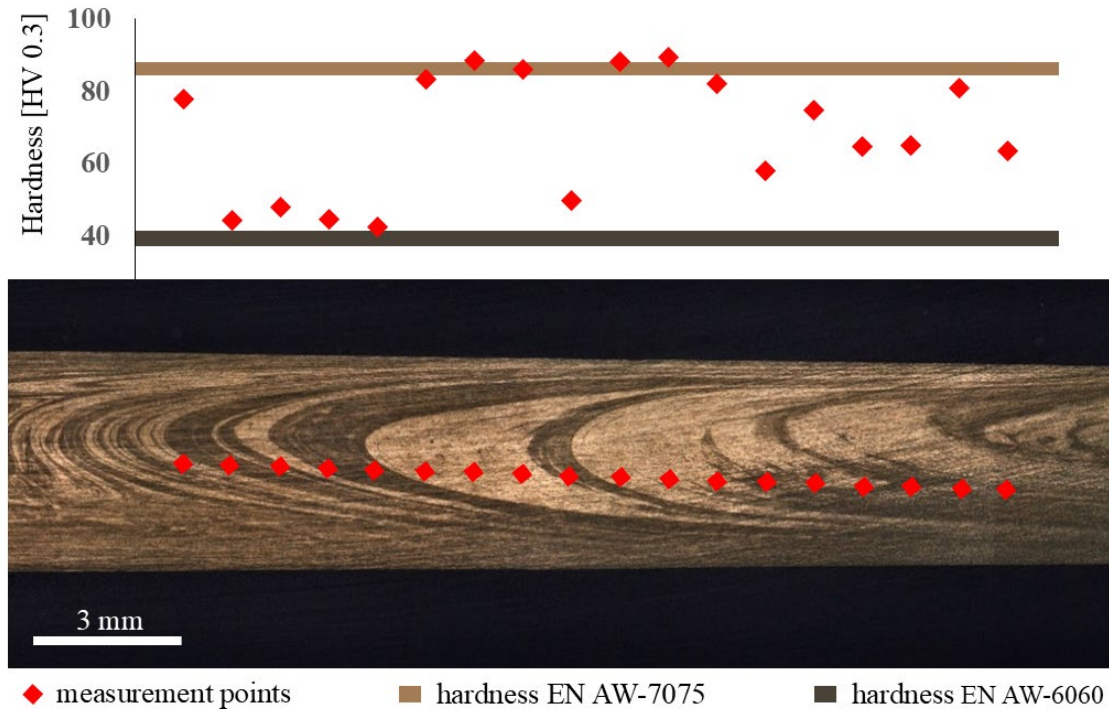 100
80
60
40
Hardness [HV 0.3]
3 mm
measurement points
hardness EN AW-7075
hardness EN AW-6060